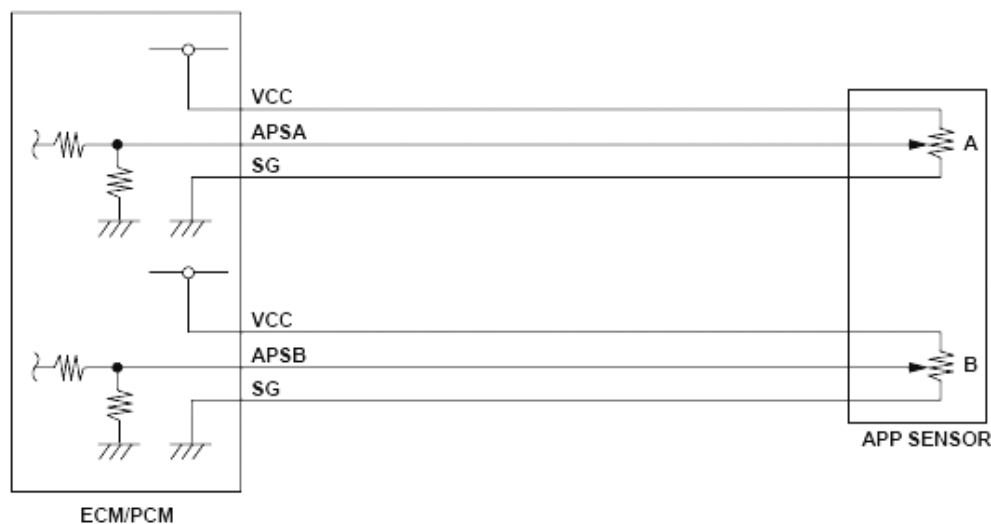 VCC
APSA
A
SG
VCC
APSB
B
SG
APP SENSOR
ECM/PCM